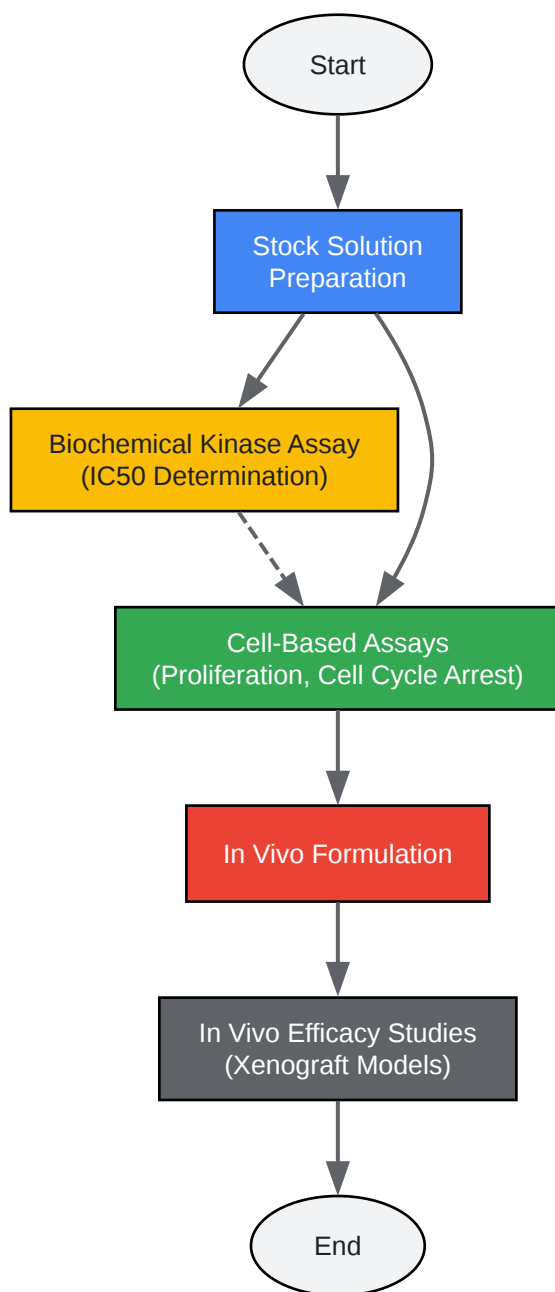 Start
Stock Solution
Preparation
Biochemical Kinase Assay
(IC50 Determination)
Cell-Based Assays
(Proliferation, Cell Cycle Arrest)
In Vivo Formulation
In Vivo Efficacy Studies
(Xenograft Models)
End